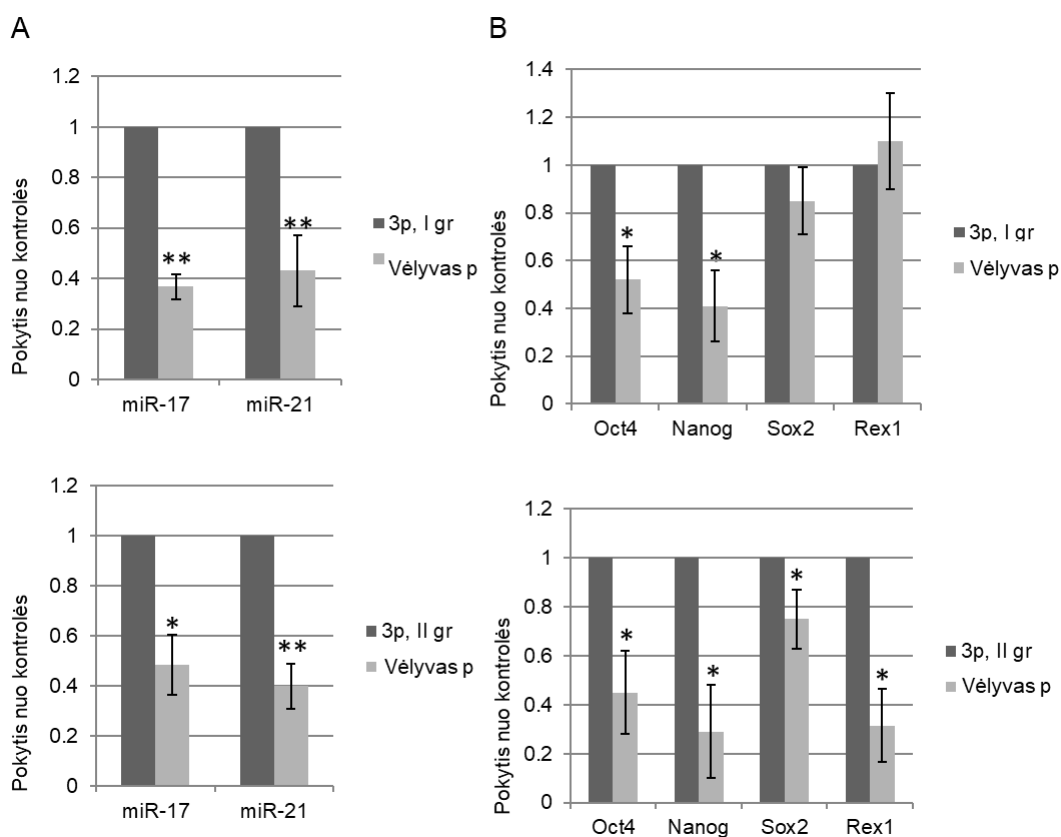 A
1.2
1
0.8
0.6
0.4
0.2
0
Pokytis nuo kontrolės
** **
miR-17 miR-21
3p, I gr
Vėlyvas p
B
1.4
1.2
1
0.8
0.6
0.4
0.2
0
Pokytis nuo kontrolės
* *
Oct4 Nanog Sox2 Rex1
3p, I gr.
Vėlyvas p
1.2
1
0.8
0.6
0.4
0.2
0
Pokytis nuo kontrolės
* **
miR-17 miR-21
3p, II gr
Vėlyvas p
1.2
1
0.8
0.6
0.4
0.2
0
Pokytis nuo kontrolės
* * * *
Oct4 Nanog Sox2 Rex1
3p, II gr
Vėlyvas p